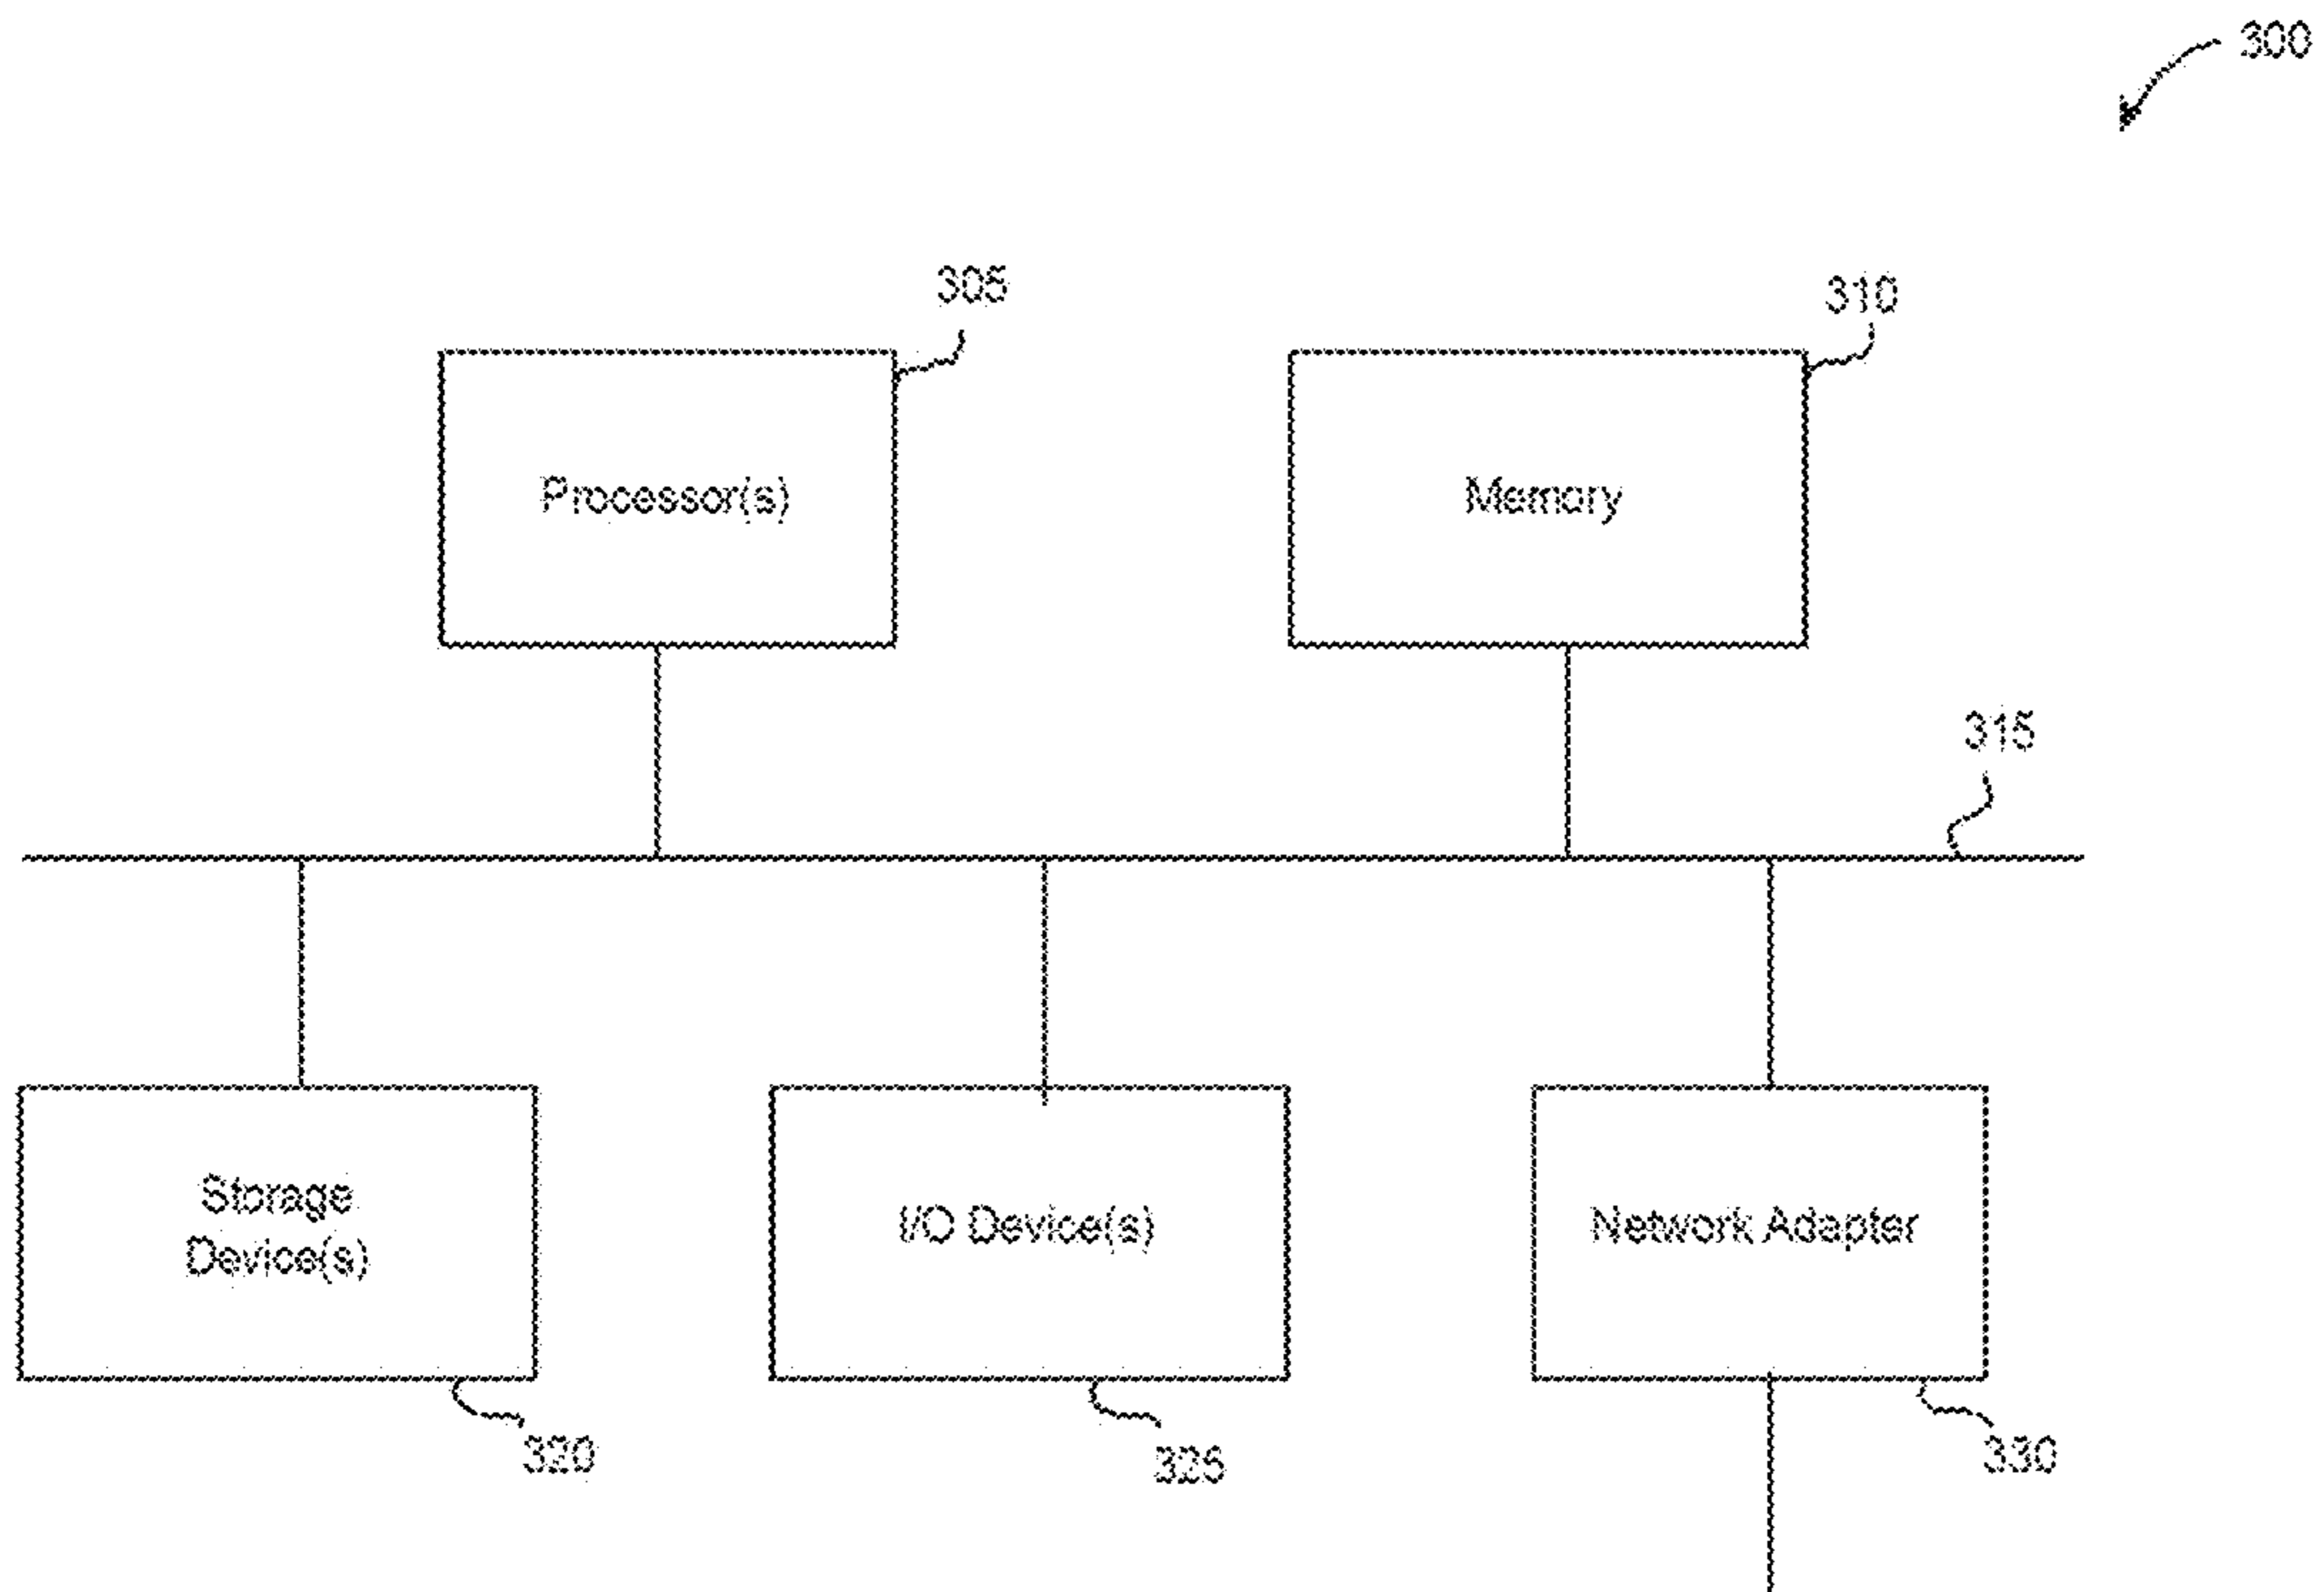 300
305
310
Processor(s)
Memory
315
Storage
Device(s)
I/O Device(s)
Network Adapter
320
325
330